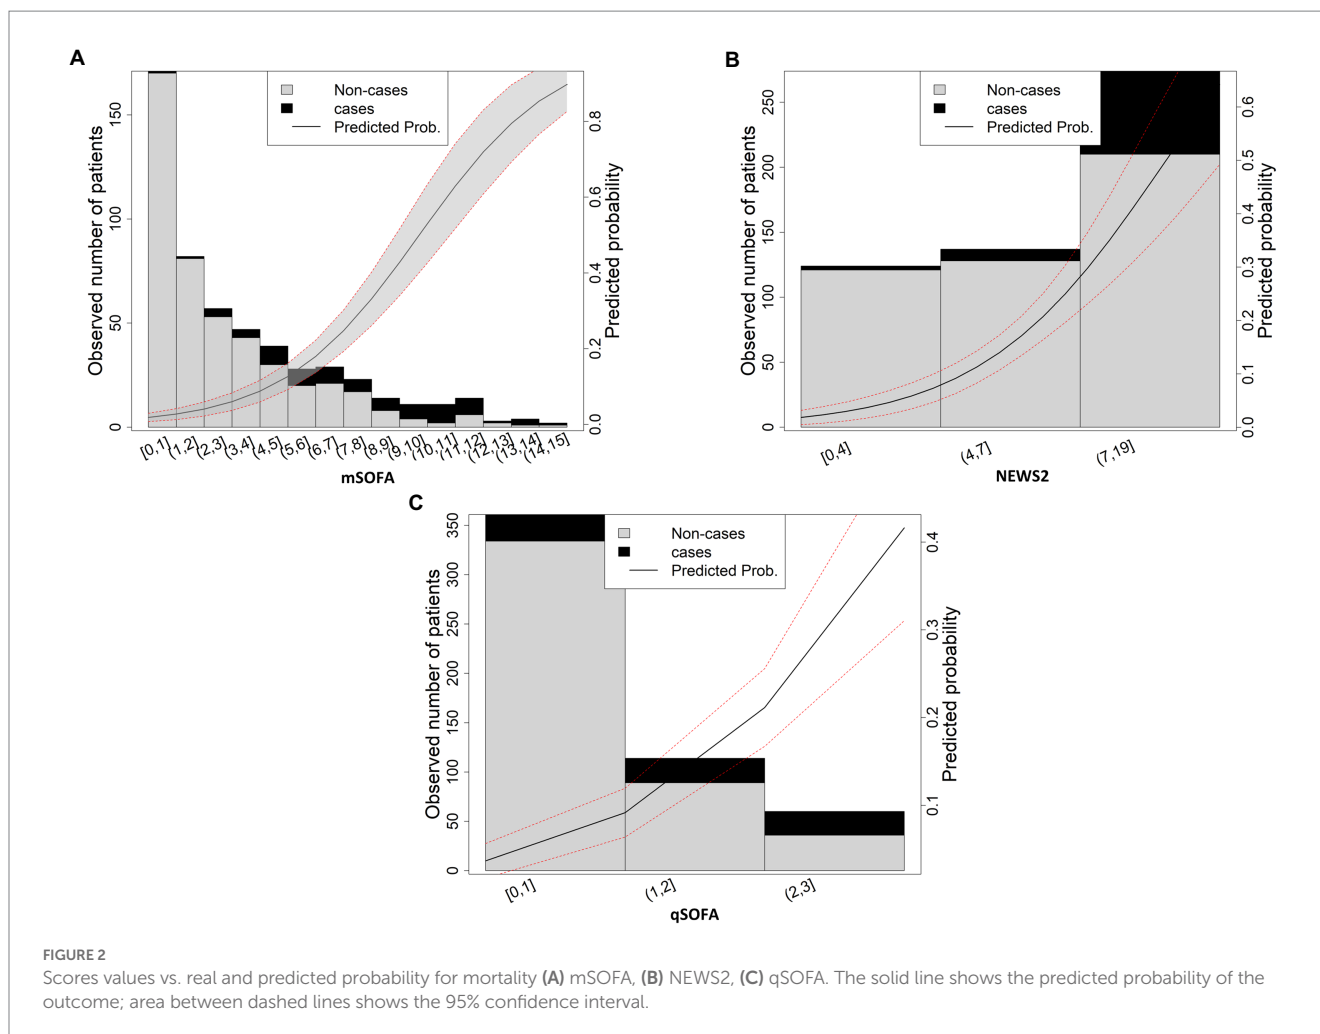 A
Non-cases
cases
Predicted Prob.
Observed number of patients
0
50
100
150
Predicted probability
0.0
0.2
0.4
0.6
0.8
[0,1]
(1,2]
(2,3]
(3,4]
(4,5]
(5,6]
(6,7]
(7,8]
(8,9]
(9,10]
(10,11]
(11,12]
(12,13]
(13,14]
(14,15]
mSOFA
B
Non-cases
cases
Predicted Prob.
Observed number of patients
0
50
100
150
200
250
Predicted probability
0.0
0.1
0.2
0.3
0.4
0.5
0.6
[0,4]
(4,7]
(7,19]
NEWS2
C
Non-cases
cases
Predicted Prob.
Observed number of patients
0
50
100
150
200
250
300
350
Predicted probability
0.1
0.2
0.3
0.4
[0,1]
(1,2]
(2,3]
qSOFA
FIGURE 2
Scores values vs. real and predicted probability for mortality (A) mSOFA, (B) NEWS2, (C) qSOFA. The solid line shows the predicted probability of the
outcome; area between dashed lines shows the 95% confidence interval.